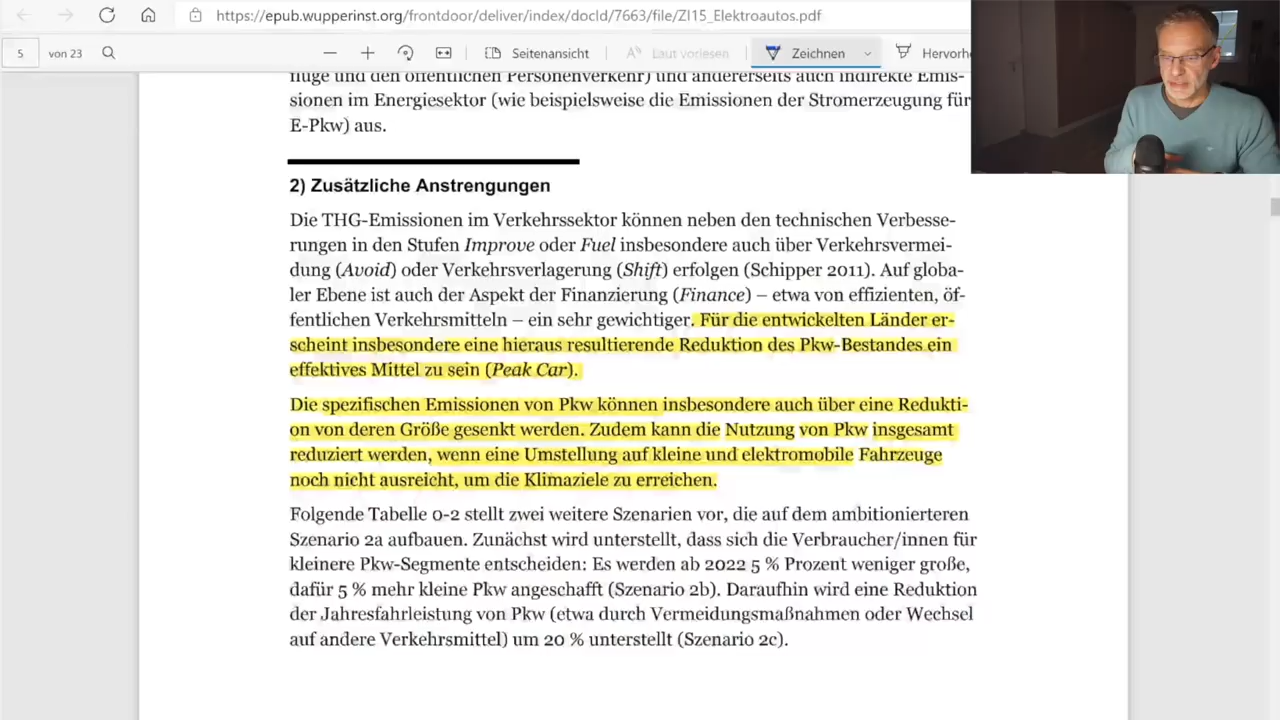 https://epub.wupperinst.org/frontdoor/deliver/index/docId/7663/file/ZI15_Elektroautos.pdf
5 von 23 Seitenansicht Laut vorlesen Zeichnen Hervorh
flüge und den öffentlichen Personenverkehr) und andererseits auch indirekte Emis-
sionen im Energiesektor (wie beispielsweise die Emissionen der Stromerzeugung für
E-Pkw) aus.
2) Zusätzliche Anstrengungen
Die THG-Emissionen im Verkehrssektor können neben den technischen Verbesse-
rungen in den Stufen Improve oder Fuel insbesondere auch über Verkehrsvermei-
dung (Avoid) oder Verkehrsverlagerung (Shift) erfolgen (Schipper 2011). Auf globa-
ler Ebene ist auch der Aspekt der Finanzierung (Finance) – etwa von effizienten, öf-
fentlichen Verkehrsmitteln – ein sehr gewichtiger. Für die entwickelten Länder er-
scheint insbesondere eine hieraus resultierende Reduktion des Pkw-Bestandes ein
effektives Mittel zu sein (Peak Car).
Die spezifischen Emissionen von Pkw können insbesondere auch über eine Redukti-
on von deren Größe gesenkt werden. Zudem kann die Nutzung von Pkw insgesamt
reduziert werden, wenn eine Umstellung auf kleine und elektromobile Fahrzeuge
noch nicht ausreicht, um die Klimaziele zu erreichen.
Folgende Tabelle 0-2 stellt zwei weitere Szenarien vor, die auf dem ambitionierteren
Szenario 2a aufbauen. Zunächst wird unterstellt, dass sich die Verbraucher/innen für
kleinere Pkw-Segmente entscheiden: Es werden ab 2022 5 % Prozent weniger große,
dafür 5 % mehr kleine Pkw angeschafft (Szenario 2b). Daraufhin wird eine Reduktion
der Jahresfahrleistung von Pkw (etwa durch Vermeidungsmaßnahmen oder Wechsel
auf andere Verkehrsmittel) um 20 % unterstellt (Szenario 2c).